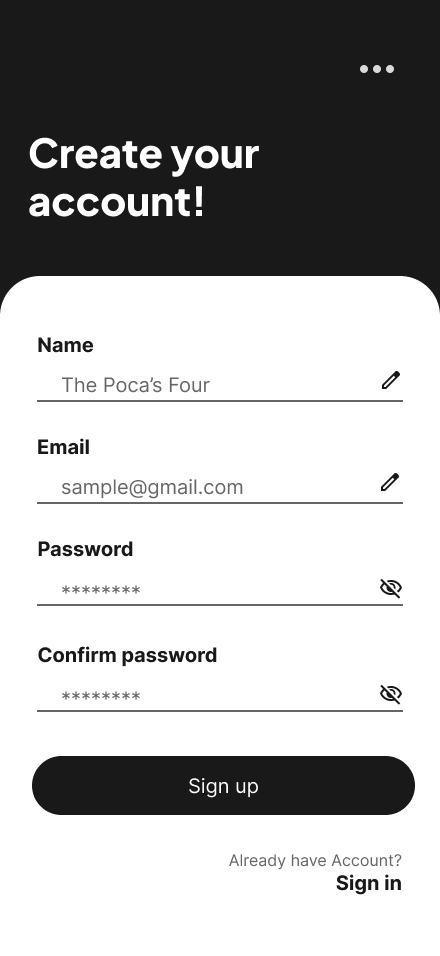 Create your
account!
Name
The Poca’s Four
Email
sample@gmail.com
Password
********
Confirm password
********
Sign up
Already have Account?
Sign in